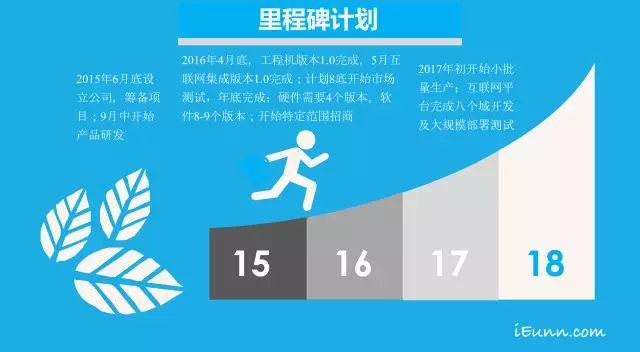 里程碑计划
2015年6月底设
立公司，筹备项
目；9月中开始
产品研发
2016年4月底，工程机版本1.0完成，5月互
联网集成版本1.0完成；计划8底开始市场
测试，年底完成；硬件需要4个版本，软
件8-9个版本；开始特定范围招商
2017年初开始小批
量生产；互联网平
台完成八个域开发
及大规模部署测试
15
16
17
18
iEunn.com